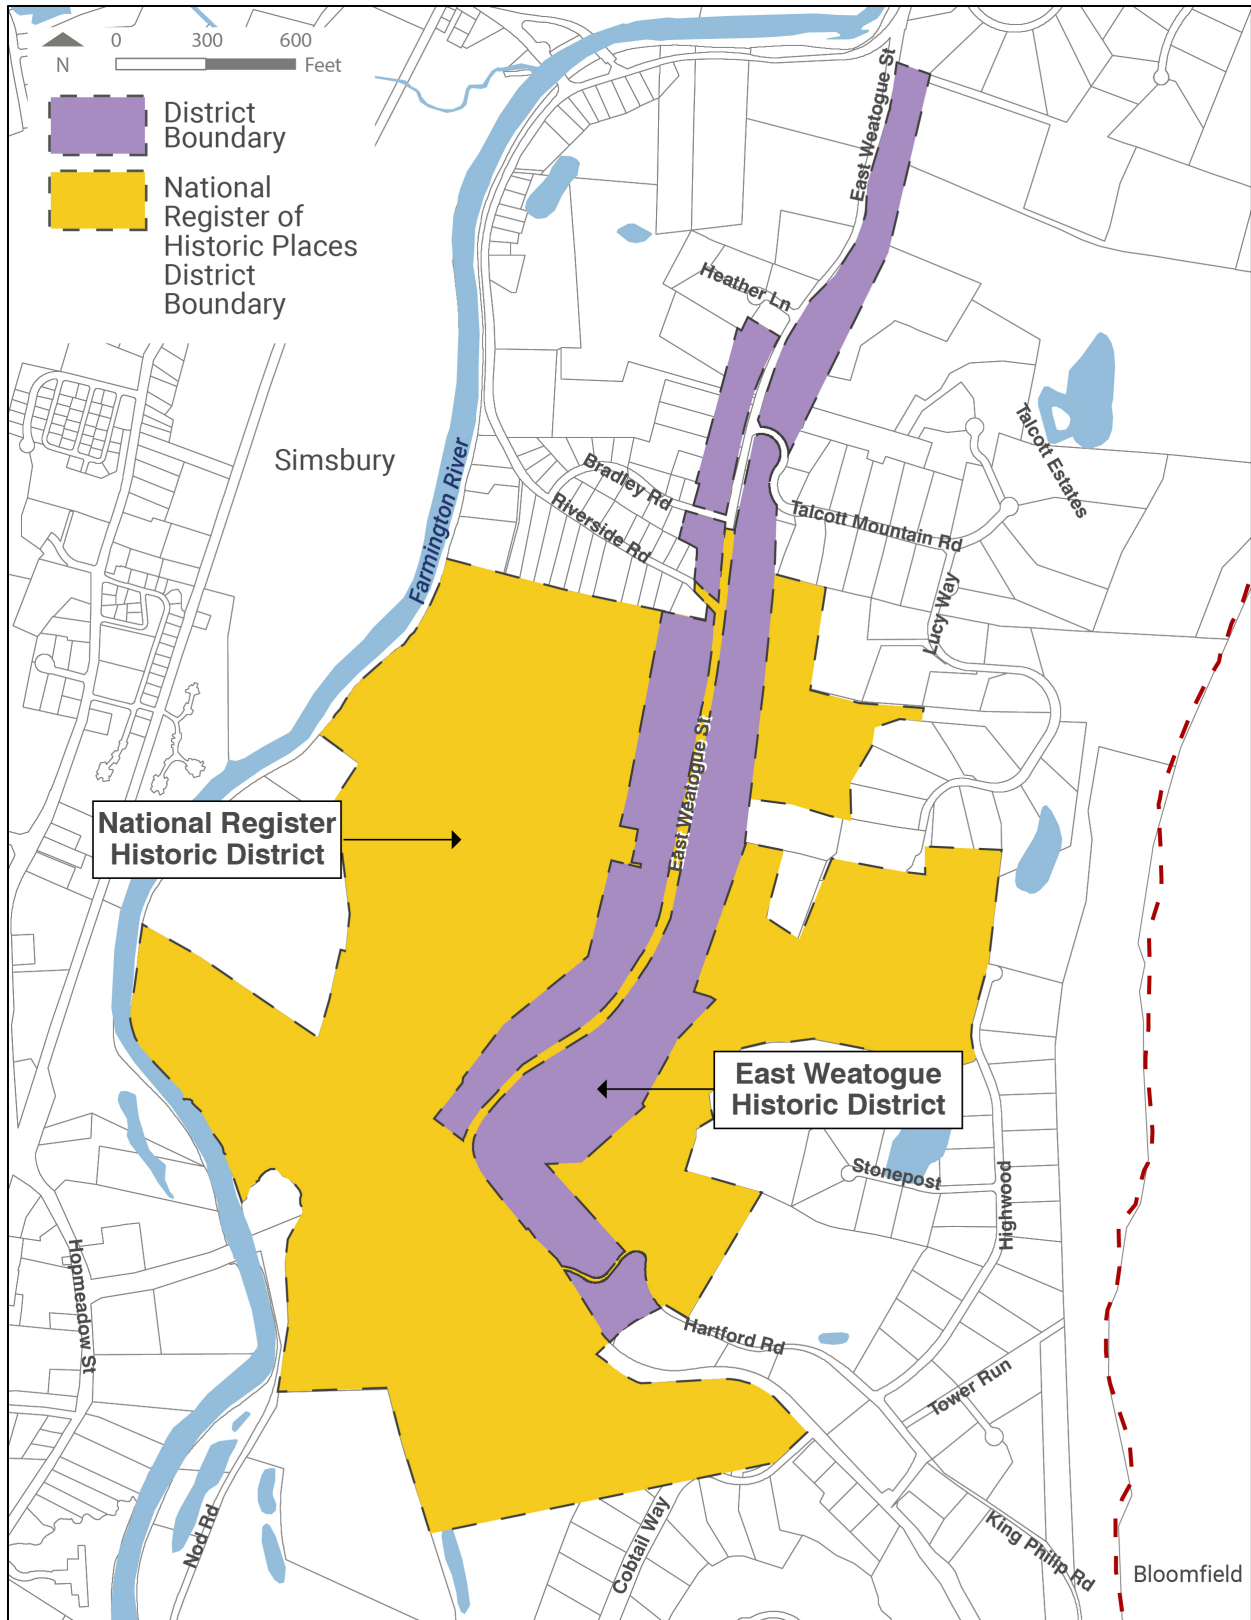 0 300 600
N Feet
District
Boundary
National
Register of
Historic Places
District
Boundary
East Weatogue St
Heather Ln
Simsbury
Farmington River
Bradley Rd
Riverside Rd
Talcott Estates
Talcott Mountain Rd
Lucy Way
East Weatogue St
National Register
Historic District
East Weatogue
Historic District
Stonepost
Highwood
Hopmeadow St
Hartford Rd
Tower Run
Nod Rd
Cobtail Way
King Philip Rd
Bloomfield